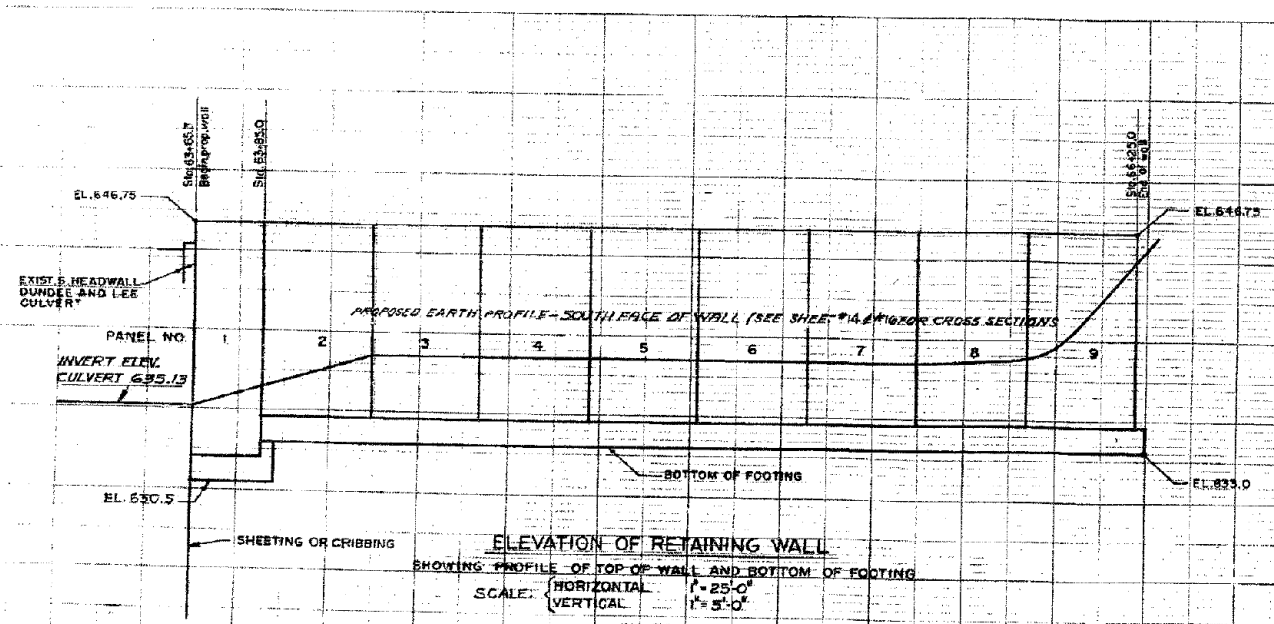 Sta. 63+65.7
Begin prop. wall
Sta. 63+85.0
Sta. 66+25.0
End of wall
EL. 646.75
EL. 646.75
EXIST. S. HEADWALL
DUNDEE AND LEE
CULVERT
PROPOSED EARTH PROFILE - SOUTH FACE OF WALL (SEE SHEET #14 & #16 FOR CROSS SECTIONS
PANEL NO. 1 2 3 4 5 6 7 8 9
INVERT ELEV.
CULVERT 635.13
BOTTOM OF FOOTING
EL. 630.5
EL. 633.0
SHEETING OR CRIBBING
ELEVATION OF RETAINING WALL
SHOWING PROFILE OF TOP OF WALL AND BOTTOM OF FOOTING
SCALE: { HORIZONTAL 1" = 25'-0"
VERTICAL 1" = 5'-0"